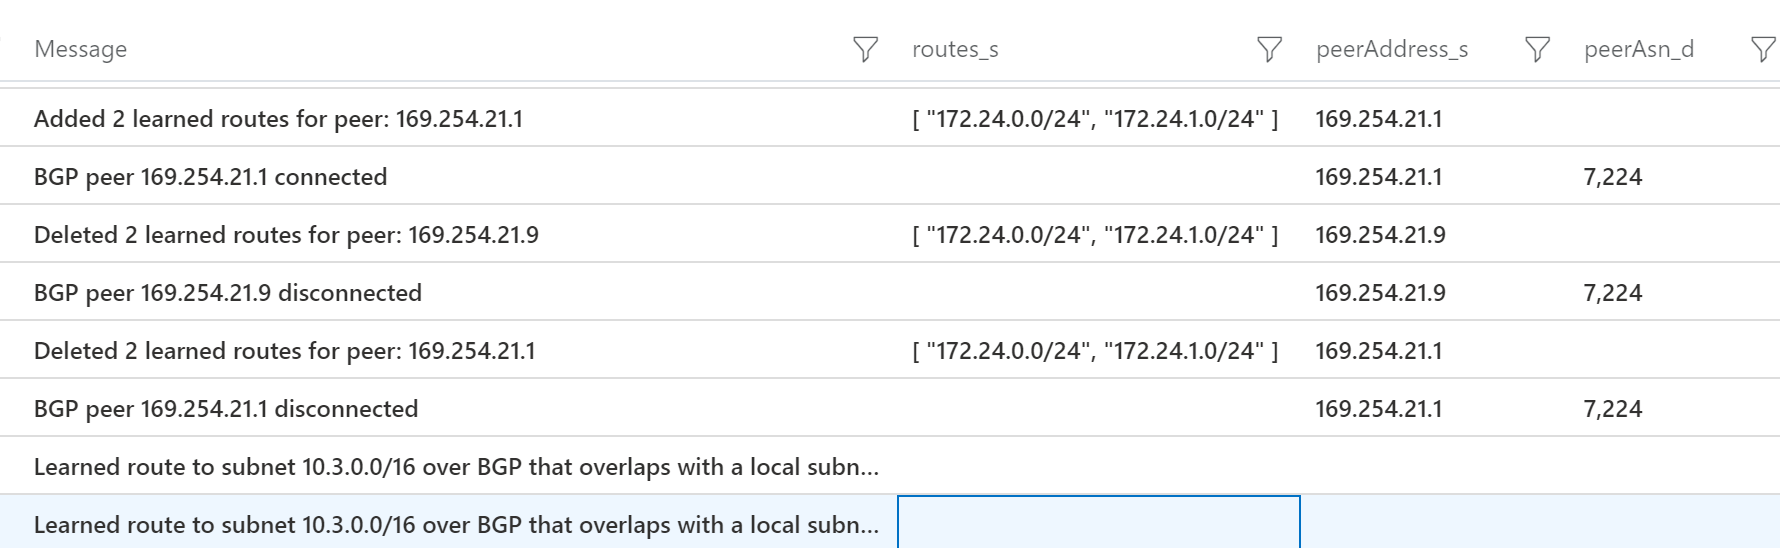 Message routes_s peerAddress_s peerAsn_d
Added 2 learned routes for peer: 169.254.21.1 [ "172.24.0.0/24", "172.24.1.0/24" ] 169.254.21.1
BGP peer 169.254.21.1 connected 169.254.21.1 7,224
Deleted 2 learned routes for peer: 169.254.21.9 [ "172.24.0.0/24", "172.24.1.0/24" ] 169.254.21.9
BGP peer 169.254.21.9 disconnected 169.254.21.9 7,224
Deleted 2 learned routes for peer: 169.254.21.1 [ "172.24.0.0/24", "172.24.1.0/24" ] 169.254.21.1
BGP peer 169.254.21.1 disconnected 169.254.21.1 7,224
Learned route to subnet 10.3.0.0/16 over BGP that overlaps with a local subn...
Learned route to subnet 10.3.0.0/16 over BGP that overlaps with a local subn...